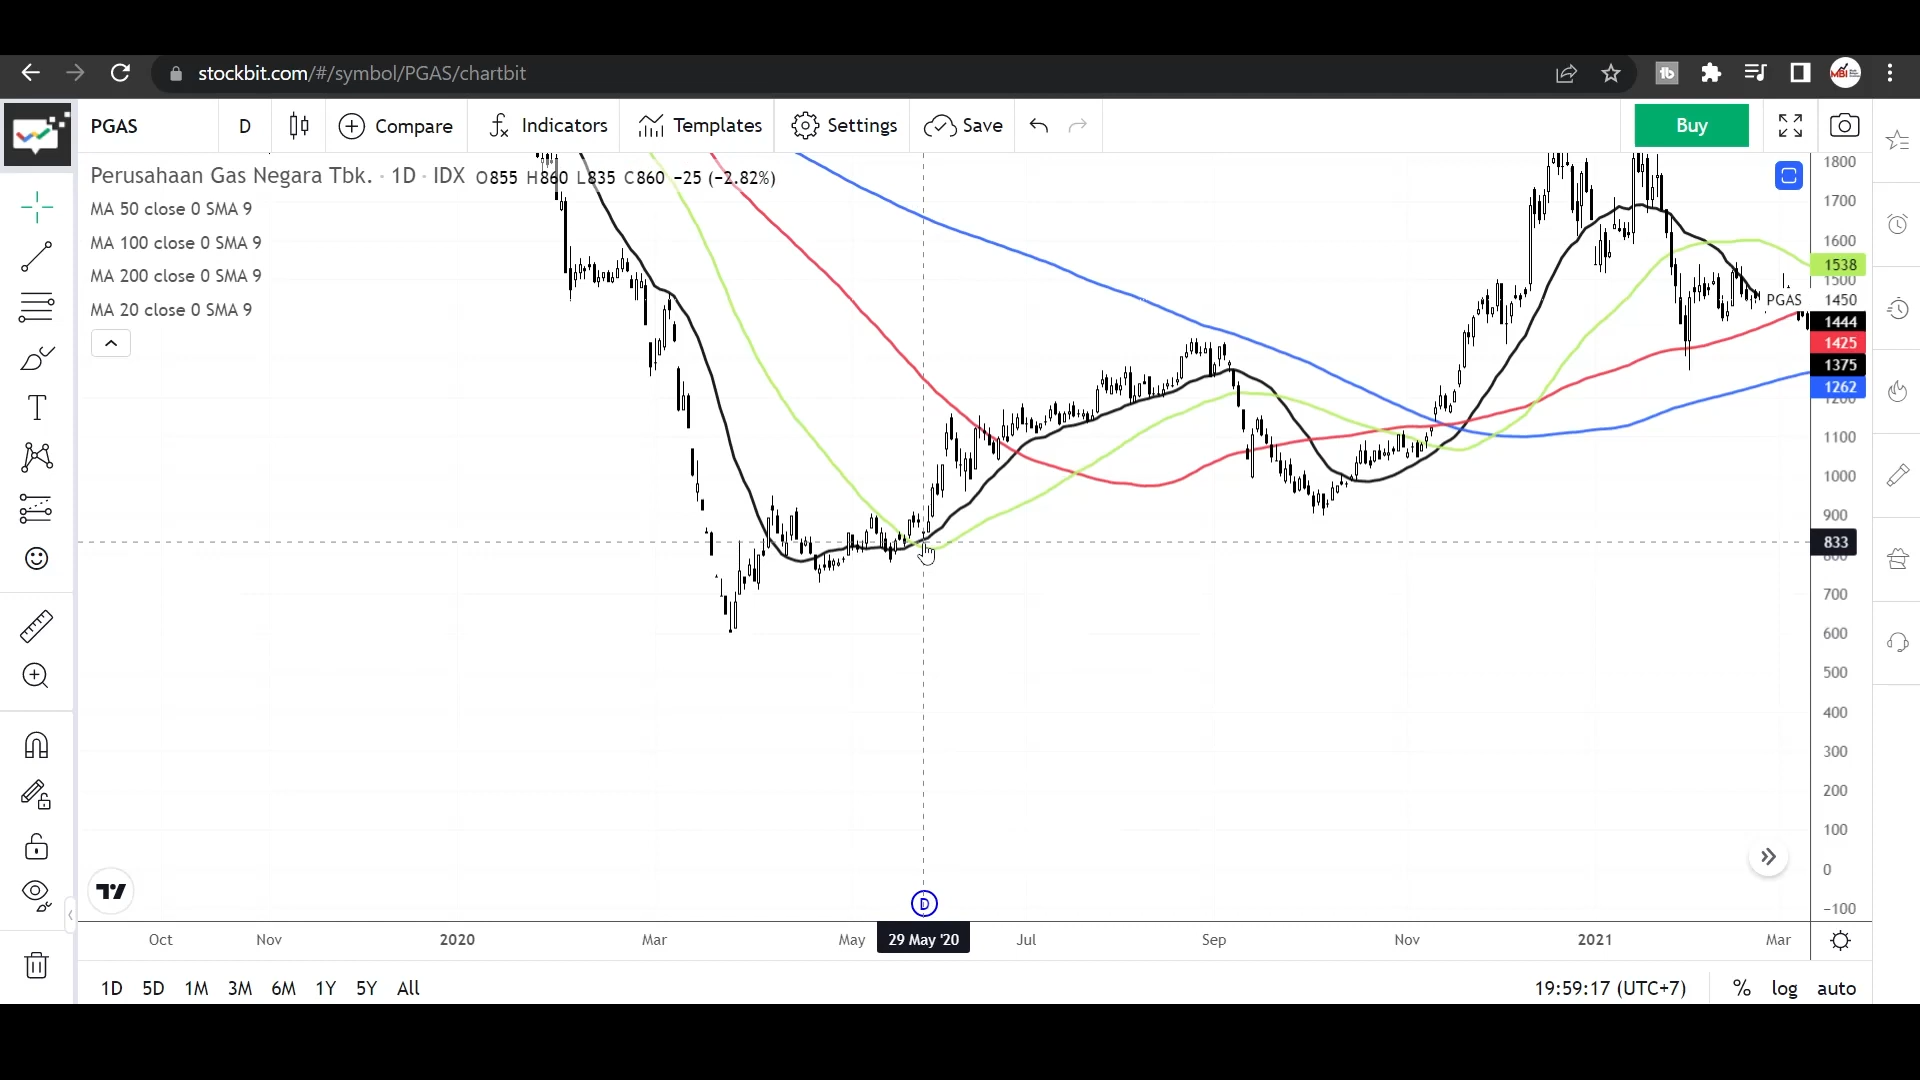 stockbit.com/#/symbol/PGAS/chartbit
PGAS D Compare Indicators Templates Settings Save Buy
Perusahaan Gas Negara Tbk. · 1D · IDX O855 H860 L835 C860 −25 (−2.82%)
MA 50 close 0 SMA 9
MA 100 close 0 SMA 9
MA 200 close 0 SMA 9
MA 20 close 0 SMA 9
1800
1700
1600
1538
1500
PGAS 1450
1444
1425
1375
1262
1200
1100
1000
900
833
800
700
600
500
400
300
200
100
0
−100
D
Oct Nov 2020 Mar May 29 May '20 Jul Sep Nov 2021 Mar
1D 5D 1M 3M 6M 1Y 5Y All 19:59:17 (UTC+7) % log auto